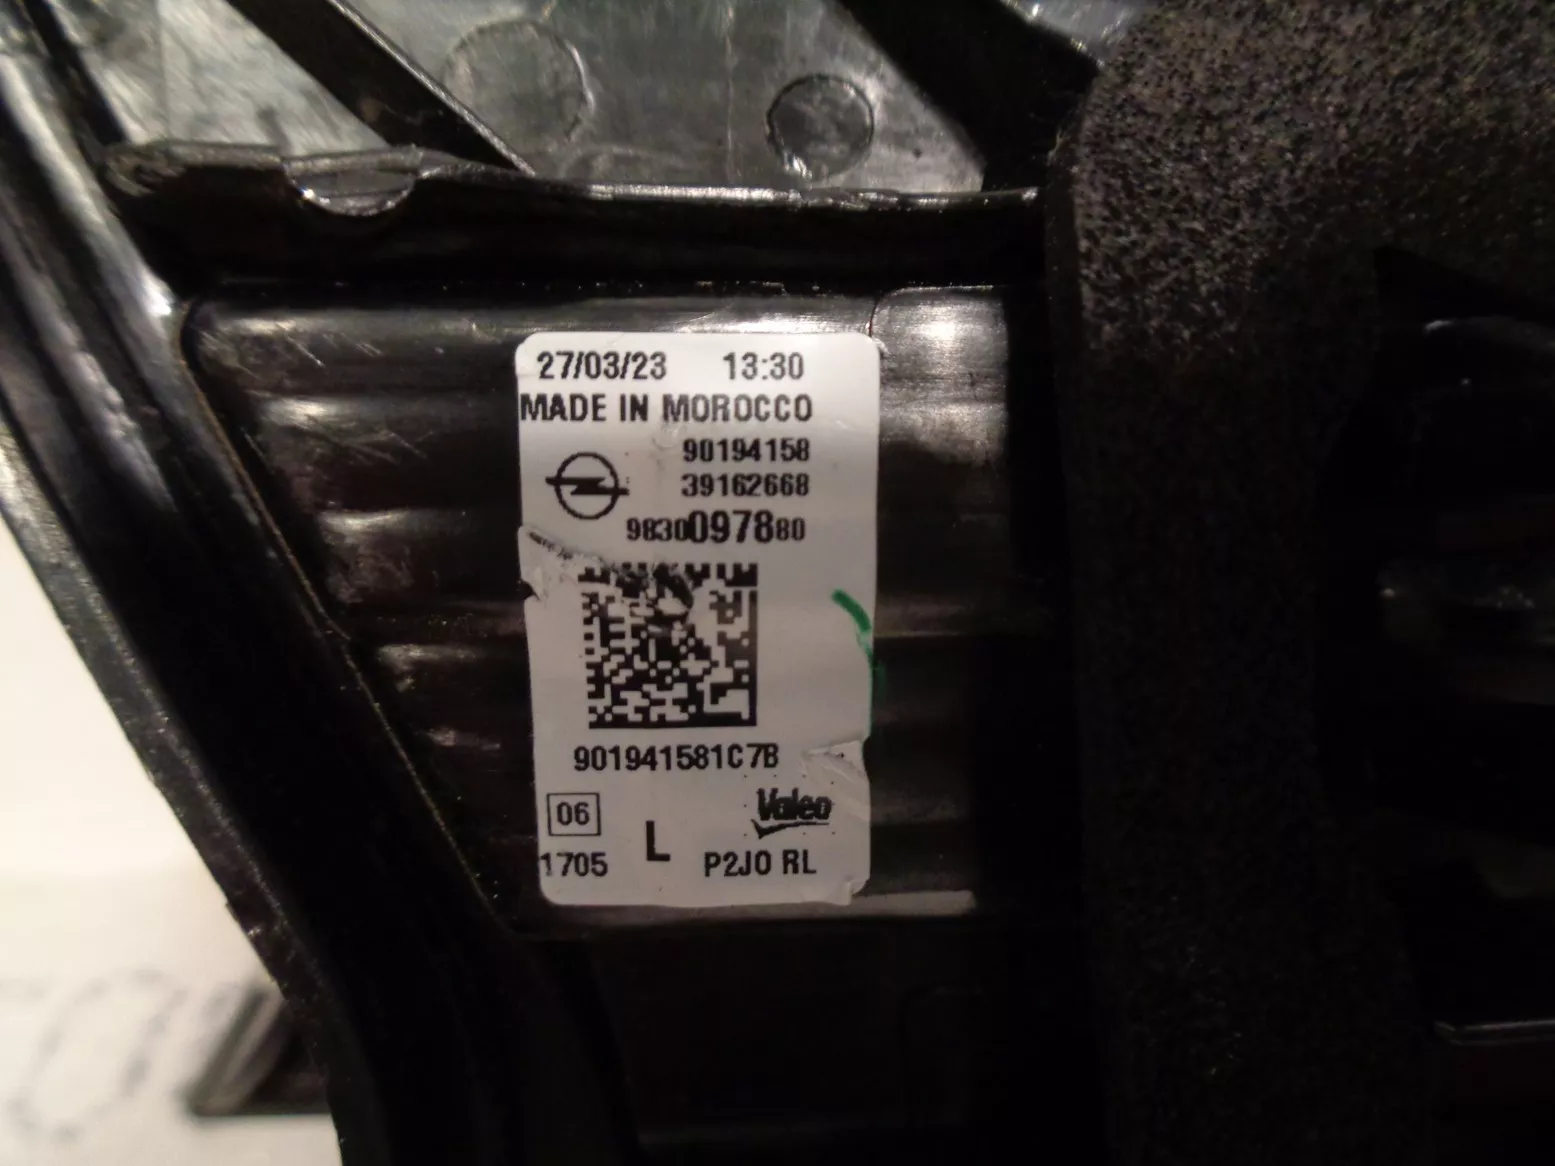 27/03/23 13:30
MADE IN MOROCCO
90194158
39162668
9830097880
901941581C7B
06
Valeo
1705 L P2JO RL